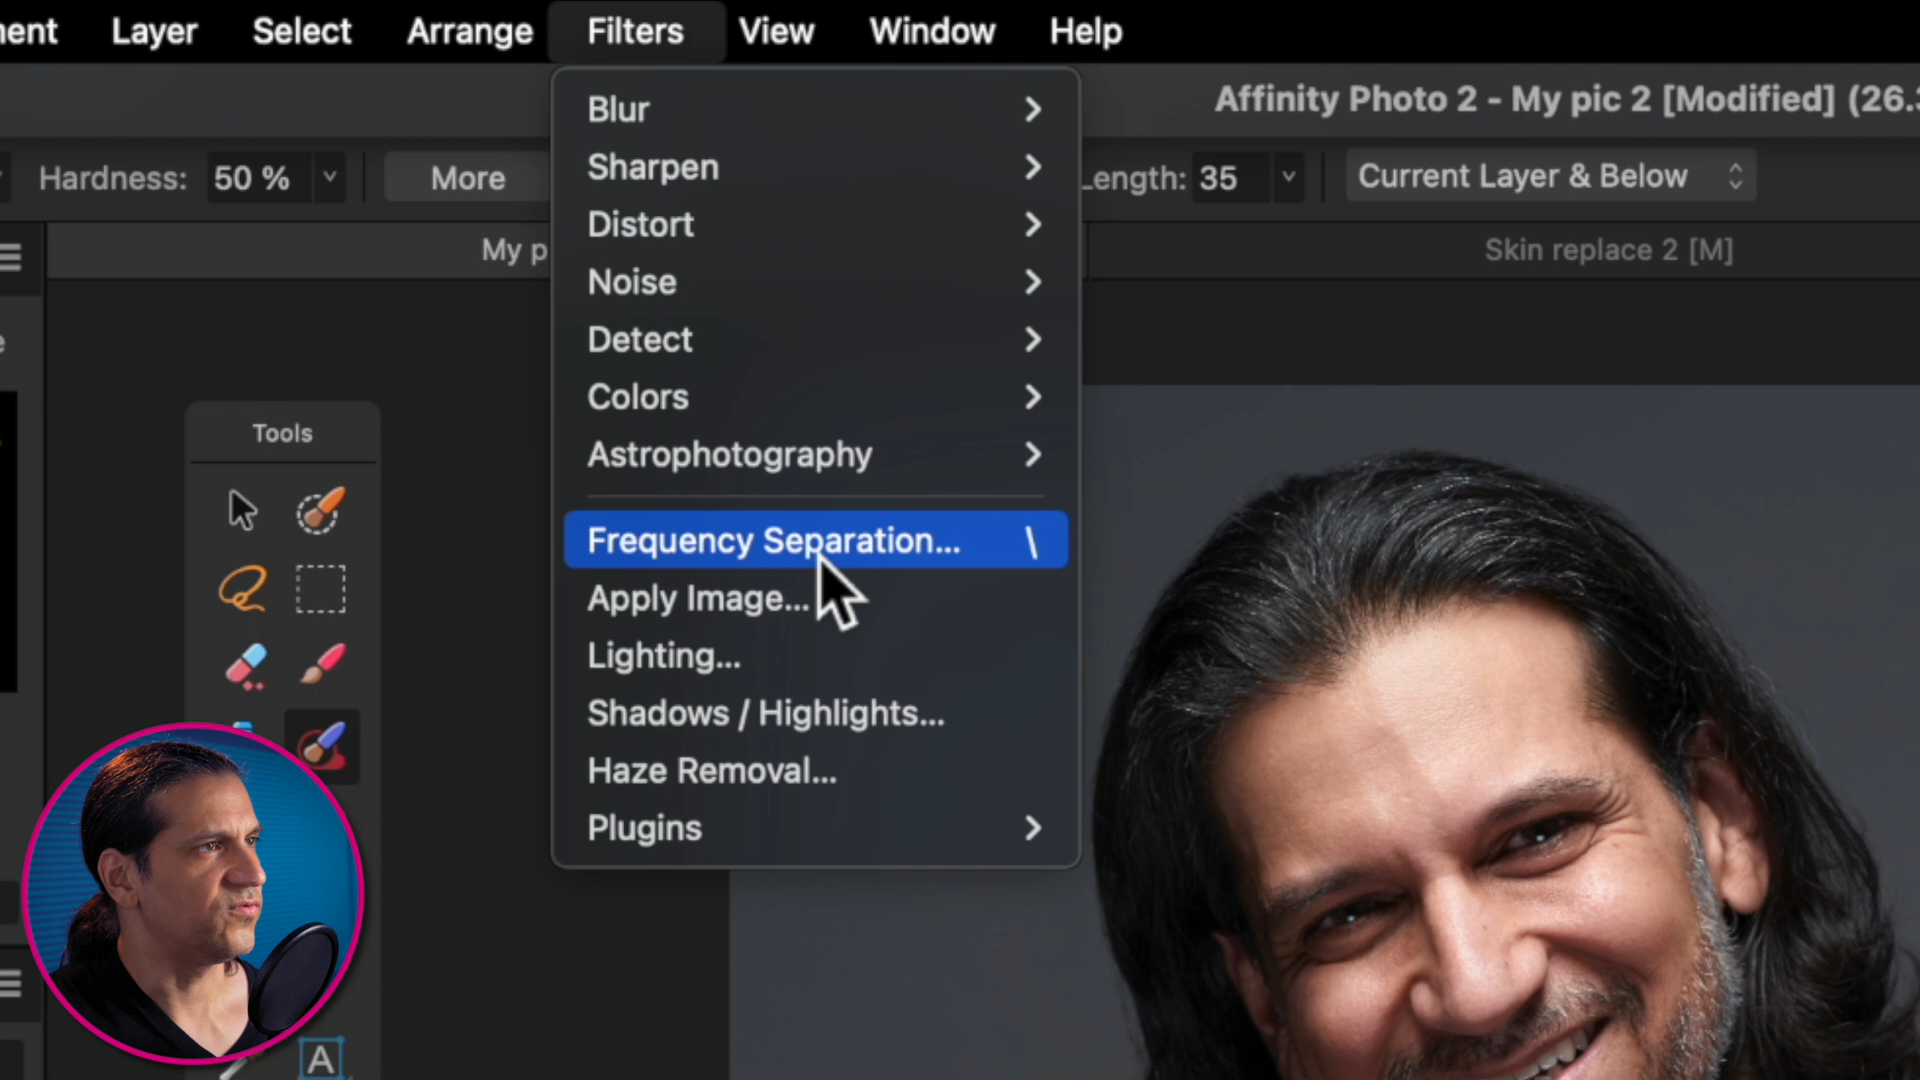 Layer Select Arrange Filters View Window Help
Affinity Photo 2 - My pic 2 [Modified] (26.
Hardness: 50 % More Length: 35 Current Layer & Below
My p Skin replace 2 [M]
Blur
Sharpen
Distort
Noise
Detect
Colors
Astrophotography
Frequency Separation... \
Apply Image...
Lighting...
Shadows / Highlights...
Haze Removal...
Plugins
Tools
A